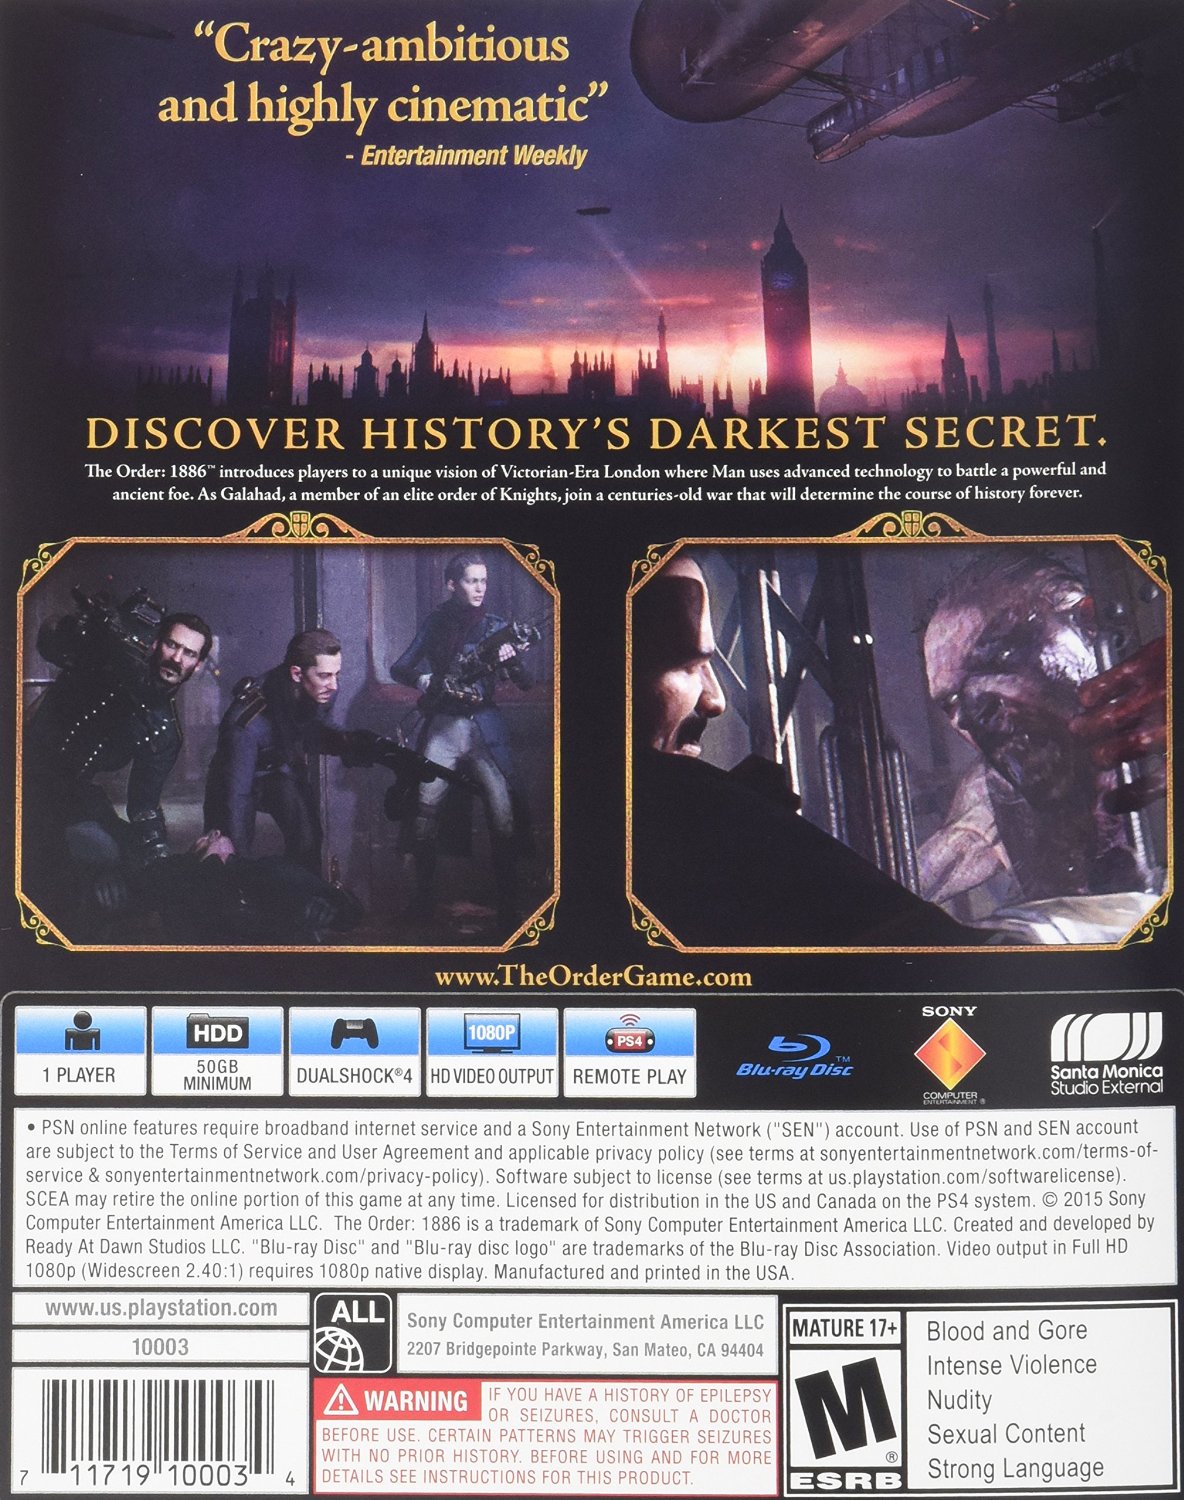 “Crazy-ambitious
and highly cinematic”
- Entertainment Weekly
DISCOVER HISTORY'S DARKEST SECRET.
The Order: 1886™ introduces players to a unique vision of Victorian-Era London where Man uses advanced technology to battle a powerful and
ancient foe. As Galahad, a member of an elite order of Knights, join a centuries-old war that will determine the course of history forever.
www.TheOrderGame.com
1 PLAYER
HDD
50GB
MINIMUM
DUALSHOCK®4
1080P
HD VIDEO OUTPUT
PS4
REMOTE PLAY
Blu-ray Disc™
SONY
COMPUTER
ENTERTAINMENT®
Santa Monica
Studio External
• PSN online features require broadband internet service and a Sony Entertainment Network ("SEN") account. Use of PSN and SEN account
are subject to the Terms of Service and User Agreement and applicable privacy policy (see terms at sonyentertainmentnetwork.com/terms-of-
service & sonyentertainmentnetwork.com/privacy-policy). Software subject to license (see terms at us.playstation.com/softwarelicense).
SCEA may retire the online portion of this game at any time. Licensed for distribution in the US and Canada on the PS4 system. © 2015 Sony
Computer Entertainment America LLC. The Order: 1886 is a trademark of Sony Computer Entertainment America LLC. Created and developed by
Ready At Dawn Studios LLC. "Blu-ray Disc" and "Blu-ray disc logo" are trademarks of the Blu-ray Disc Association. Video output in Full HD
1080p (Widescreen 2.40:1) requires 1080p native display. Manufactured and printed in the USA.
www.us.playstation.com
10003
7 11719 10003 4
ALL
Sony Computer Entertainment America LLC
2207 Bridgepointe Parkway, San Mateo, CA 94404
WARNING
IF YOU HAVE A HISTORY OF EPILEPSY
OR SEIZURES, CONSULT A DOCTOR
BEFORE USE. CERTAIN PATTERNS MAY TRIGGER SEIZURES
WITH NO PRIOR HISTORY. BEFORE USING AND FOR MORE
DETAILS SEE INSTRUCTIONS FOR THIS PRODUCT.
MATURE 17+
M
®
ESRB
Blood and Gore
Intense Violence
Nudity
Sexual Content
Strong Language